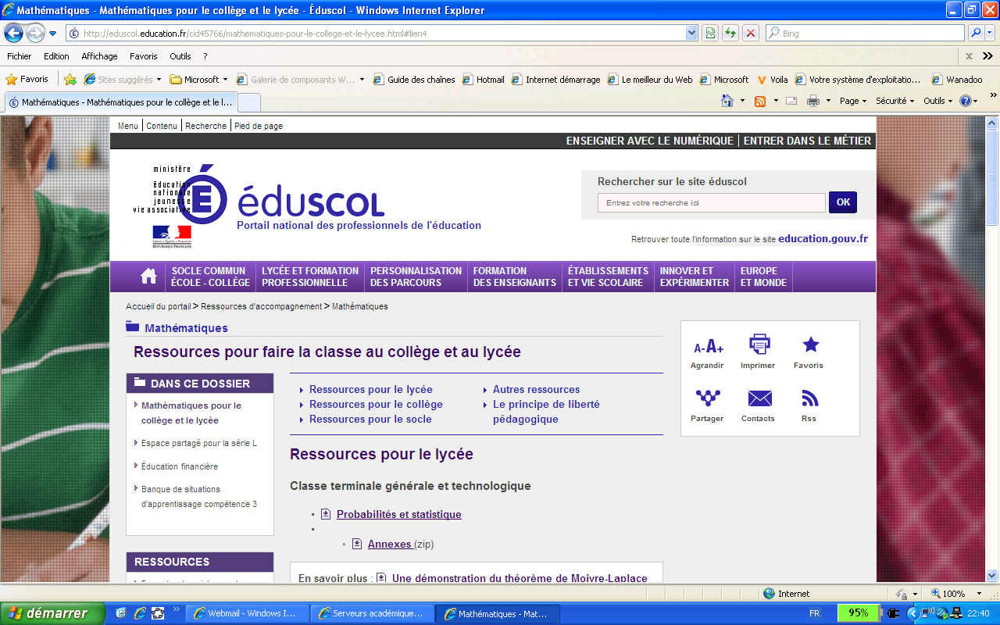 Mathématiques - Mathématiques pour le collège et le lycée - Éduscol - Windows Internet Explorer
http://eduscol.education.fr/cid45766/mathematiques-pour-le-college-et-le-lycee.html#lien4
Bing
Fichier Edition Affichage Favoris Outils ?
Favoris Sites suggérés Microsoft Galerie de composants W... Guide des chaînes Hotmail Internet démarrage Le meilleur du Web Microsoft Voila Votre système d'exploitatio... Wanadoo
Mathématiques - Mathématiques pour le collège et le l... Page Sécurité Outils
Menu Contenu Recherche Pied de page
ENSEIGNER AVEC LE NUMÉRIQUE ENTRER DANS LE MÉTIER
ministère
éducation
nationale
jeunesse
vie associative
É
éduSCOL
Portail national des professionnels de l'éducation
RÉPUBLIQUE FRANÇAISE
Rechercher sur le site éduscol
Entrez votre recherche ici OK
Retrouver toute l'information sur le site education.gouv.fr
SOCLE COMMUN
ÉCOLE - COLLÈGE
LYCÉE ET FORMATION
PROFESSIONNELLE
PERSONNALISATION
DES PARCOURS
FORMATION
DES ENSEIGNANTS
ÉTABLISSEMENTS
ET VIE SCOLAIRE
INNOVER ET
EXPÉRIMENTER
EUROPE
ET MONDE
Accueil du portail > Ressources d'accompagnement > Mathématiques
Mathématiques
Ressources pour faire la classe au collège et au lycée
DANS CE DOSSIER
Mathématiques pour le
collège et le lycée
Espace partagé pour la série L
Éducation financière
Banque de situations
d'apprentissage compétence 3
RESSOURCES
Ressources pour le lycée
Ressources pour le collège
Ressources pour le socle
Autres ressources
Le principe de liberté
pédagogique
Ressources pour le lycée
Classe terminale générale et technologique
Probabilités et statistique
Annexes (zip)
En savoir plus : Une démonstration du théorème de Moivre-Laplace
A-A+
Agrandir Imprimer Favoris
Partager Contacts Rss
Internet 100%
démarrer Webmail - Windows I... Serveurs académique... Mathématiques - Mat... FR 95% 22:40